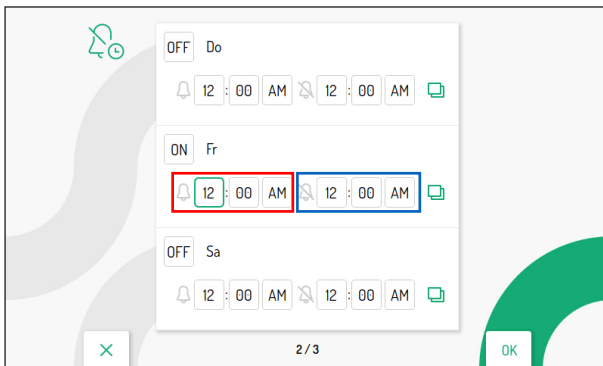 OFF Do
12 : 00 AM 12 : 00 AM
ON Fr
12 : 00 AM 12 : 00 AM
OFF Sa
12 : 00 AM 12 : 00 AM
2/3
OK